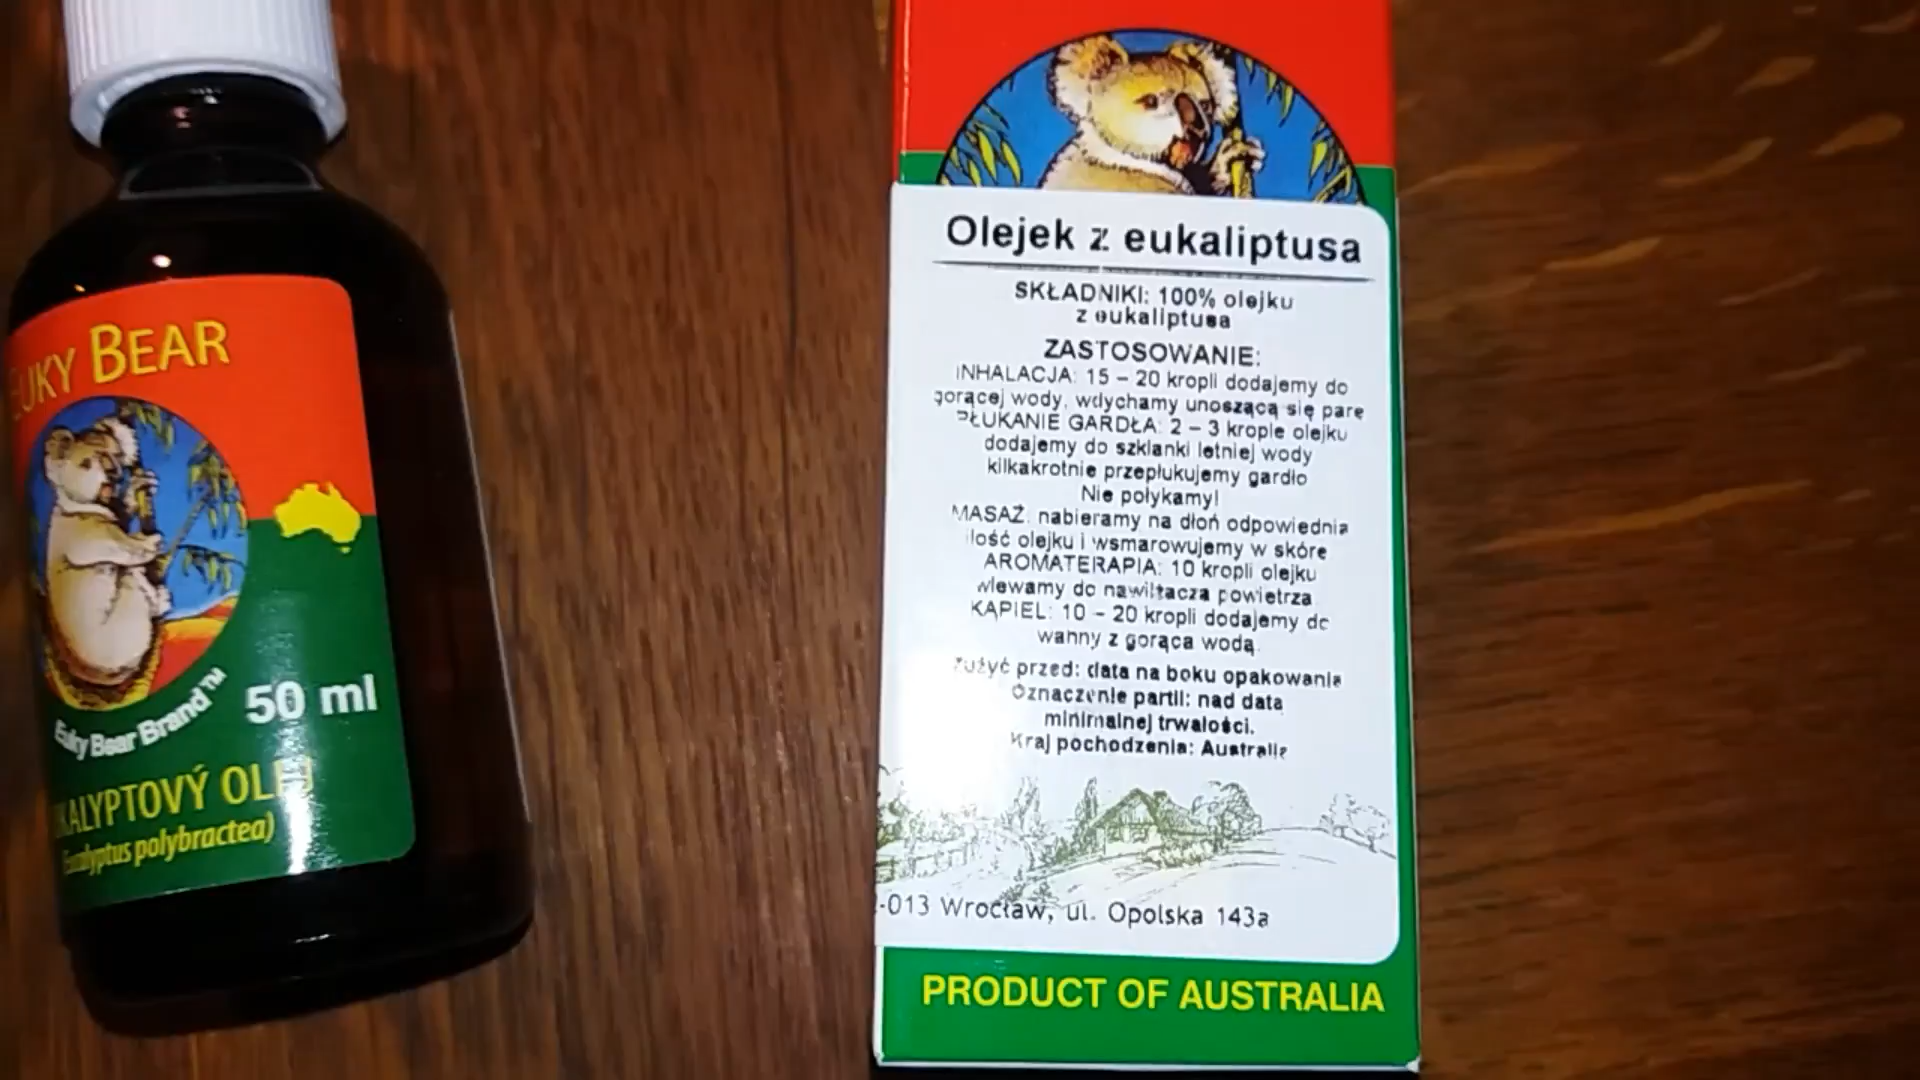 EUKY BEAR
Euky Bear Brand™
50 ml
KALYPTOVÝ OLEJ
Eucalyptus polybractea)
Olejek z eukaliptusa
SKŁADNIKI: 100% olejku
z eukaliptusa
ZASTOSOWANIE:
INHALACJA: 15 – 20 kropli dodajemy do
gorącej wody, wdychamy unoszącą się parę
PŁUKANIE GARDŁA: 2 – 3 krople olejku
dodajemy do szklanki letniej wody
kilkakrotnie przepłukujemy gardło
Nie połykamy!
MASAŻ: nabieramy na dłoń odpowiednia
ilość olejku i wsmarowujemy w skórę
AROMATERAPIA: 10 kropli olejku
wlewamy do nawilżacza powietrza.
KĄPIEL: 10 – 20 kropli dodajemy do
wanny z gorąca wodą.
Zużyć przed: data na boku opakowania
Oznaczenie partii: nad data
minimalnej trwałości.
Kraj pochodzenia: Australia
-013 Wrocław, ul. Opolska 143a
PRODUCT OF AUSTRALIA